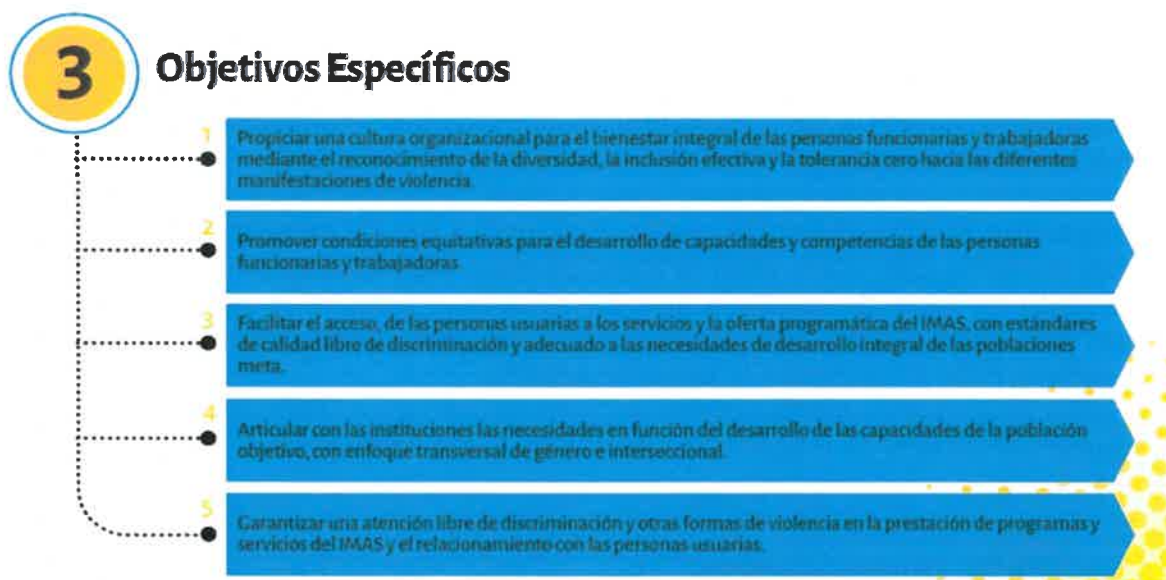 3
Objetivos Específicos
1
Propiciar una cultura organizacional para el bienestar integral de las personas funcionarias y trabajadoras
mediante el reconocimiento de la diversidad, la inclusión efectiva y la tolerancia cero hacia las diferentes
manifestaciones de violencia.
2
Promover condiciones equitativas para el desarrollo de capacidades y competencias de las personas
funcionarias y trabajadoras
3
Facilitar el acceso, de las personas usuarias a los servicios y la oferta programática del IMAS, con estándares
de calidad libre de discriminación y adecuado a las necesidades de desarrollo integral de las poblaciones
meta.
4
Articular con las instituciones las necesidades en función del desarrollo de las capacidades de la población
objetivo, con enfoque transversal de género e interseccional.
5
Garantizar una atención libre de discriminación y otras formas de violencia en la prestación de programas y
servicios del IMAS y el relacionamiento con las personas usuarias.